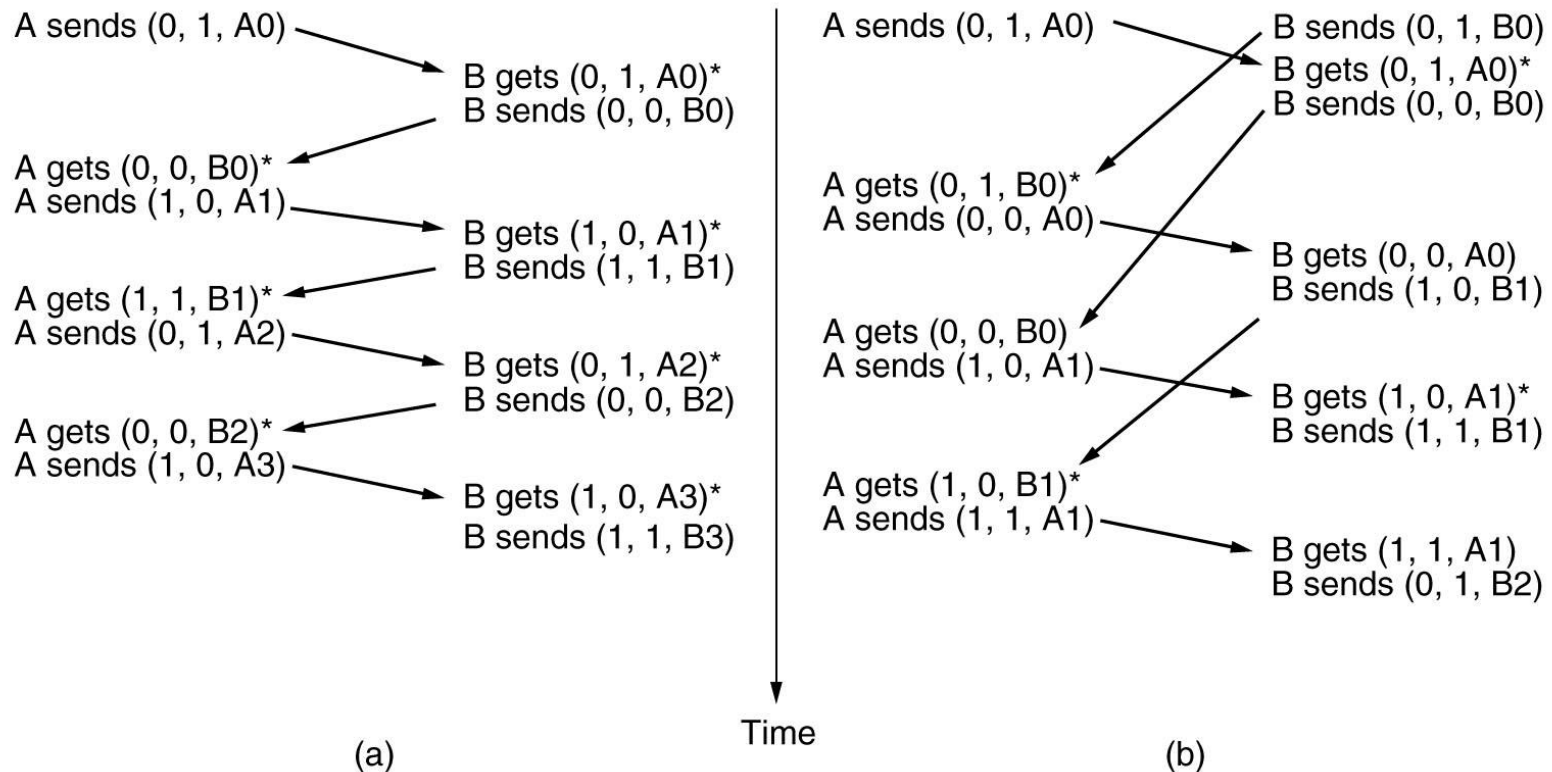 A sends (0, 1, A0)
B gets (0, 1, A0)*
B sends (0, 0, B0)
A gets (0, 0, B0)*
A sends (1, 0, A1)
B gets (1, 0, A1)*
B sends (1, 1, B1)
A gets (1, 1, B1)*
A sends (0, 1, A2)
B gets (0, 1, A2)*
B sends (0, 0, B2)
A gets (0, 0, B2)*
A sends (1, 0, A3)
B gets (1, 0, A3)*
B sends (1, 1, B3)
(a)
Time
A sends (0, 1, A0)
B sends (0, 1, B0)
B gets (0, 1, A0)*
B sends (0, 0, B0)
A gets (0, 1, B0)*
A sends (0, 0, A0)
B gets (0, 0, A0)
B sends (1, 0, B1)
A gets (0, 0, B0)
A sends (1, 0, A1)
B gets (1, 0, A1)*
B sends (1, 1, B1)
A gets (1, 0, B1)*
A sends (1, 1, A1)
B gets (1, 1, A1)
B sends (0, 1, B2)
(b)